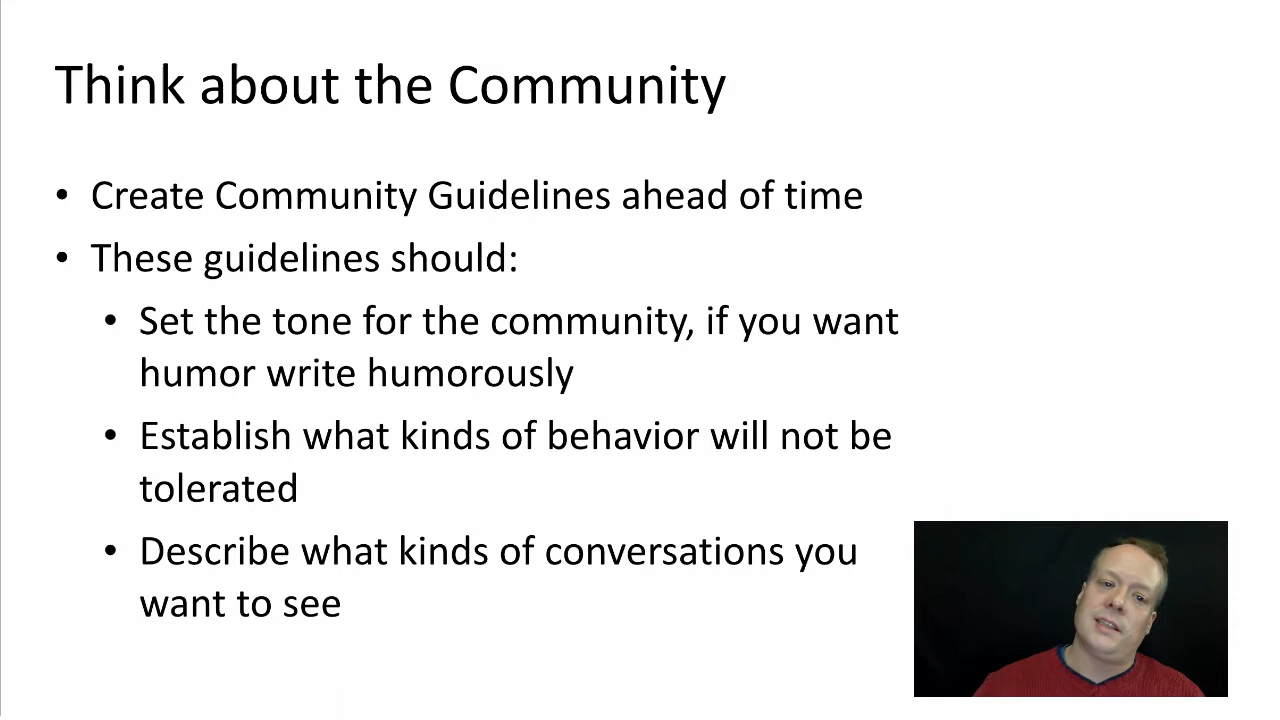 Think about the Community
• Create Community Guidelines ahead of time
• These guidelines should:
• Set the tone for the community, if you want
humor write humorously
• Establish what kinds of behavior will not be
tolerated
• Describe what kinds of conversations you
want to see